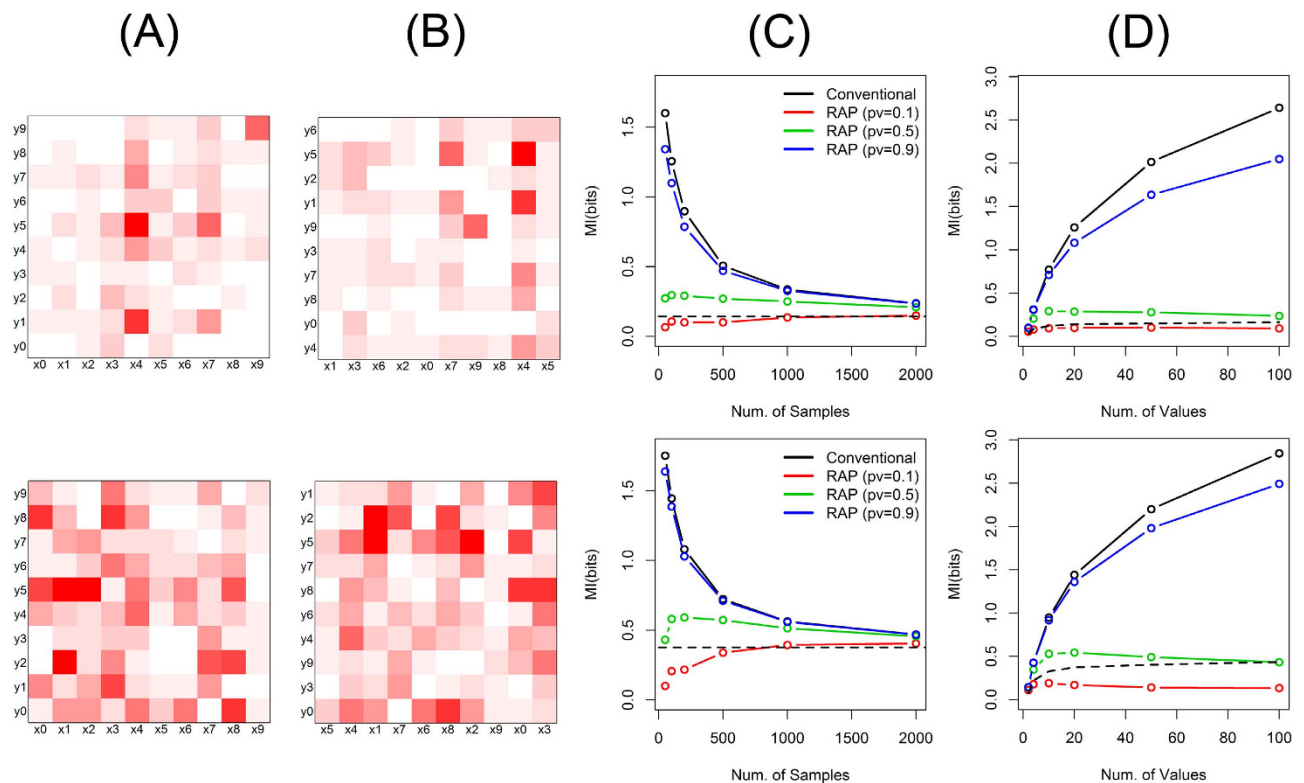 (A) (B) (C) (D)
y9
y8
y7
y6
y5
y4
y3
y2
y1
y0
x0 x1 x2 x3 x4 x5 x6 x7 x8 x9
y6
y5
y2
y1
y9
y3
y7
y8
y0
y4
x1 x3 x6 x2 x0 x7 x9 x8 x4 x5
MI(bits)
1.5
1.0
0.5
0.0
Conventional
RAP (pv=0.1)
RAP (pv=0.5)
RAP (pv=0.9)
0 500 1000 1500 2000
Num. of Samples
MI(bits)
3.0
2.5
2.0
1.5
1.0
0.5
0.0
0 20 40 60 80 100
Num. of Values
y9
y8
y7
y6
y5
y4
y3
y2
y1
y0
x0 x1 x2 x3 x4 x5 x6 x7 x8 x9
y1
y2
y5
y7
y8
y6
y4
y9
y3
y0
x5 x4 x1 x7 x6 x8 x2 x9 x0 x3
MI(bits)
1.5
1.0
0.5
0.0
Conventional
RAP (pv=0.1)
RAP (pv=0.5)
RAP (pv=0.9)
0 500 1000 1500 2000
Num. of Samples
MI(bits)
3.0
2.5
2.0
1.5
1.0
0.5
0.0
0 20 40 60 80 100
Num. of Values